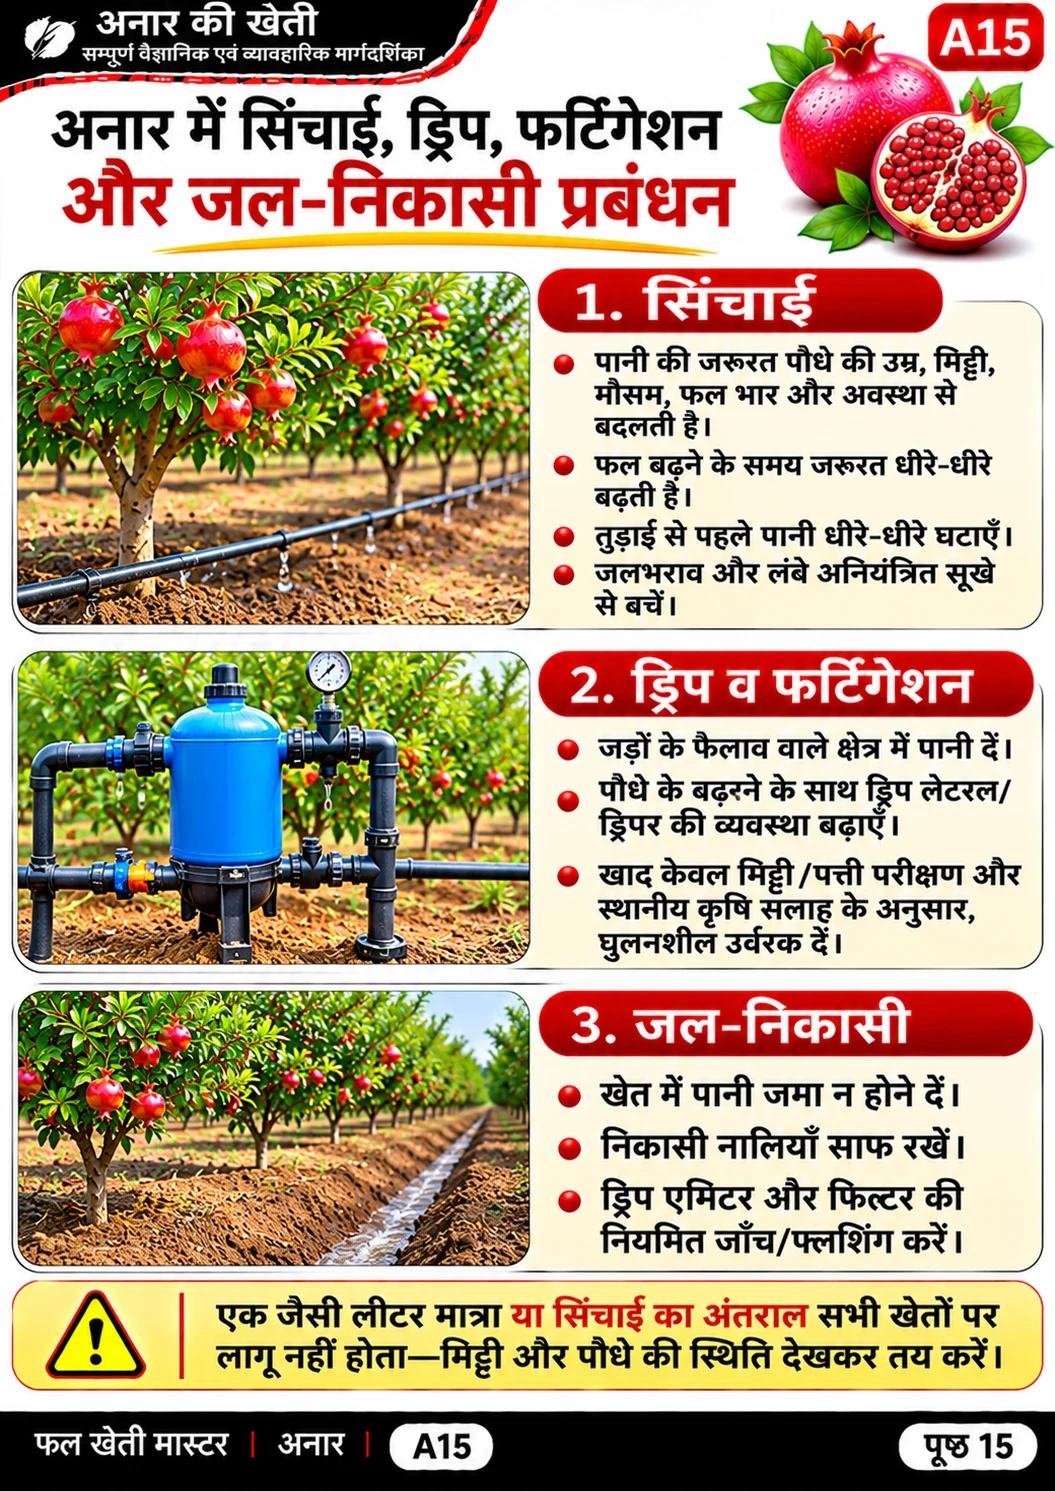 अनार की खेती
सम्पूर्ण वैज्ञानिक एवं व्यावहारिक मार्गदर्शिका
A15
अनार में सिंचाई, ड्रिप, फर्टिगेशन
और जल-निकासी प्रबंधन
1. सिंचाई
पानी की जरूरत पौधे की उम्र, मिट्टी,
मौसम, फल भार और अवस्था से
बदलती है।
फल बढ़ने के समय जरूरत धीरे-धीरे
बढ़ती है।
तुड़ाई से पहले पानी धीरे-धीरे घटाएँ।
जलभराव और लंबे अनियंत्रित सूखे
से बचें।
2. ड्रिप व फर्टिगेशन
जड़ों के फैलाव वाले क्षेत्र में पानी दें।
पौधे के बढ़ने के साथ ड्रिप लेटरल/
ड्रिपर की व्यवस्था बढ़ाएँ।
खाद केवल मिट्टी/पत्ती परीक्षण और
स्थानीय कृषि सलाह के अनुसार,
घुलनशील उर्वरक दें।
3. जल-निकासी
खेत में पानी जमा न होने दें।
निकासी नालियाँ साफ रखें।
ड्रिप एमिटर और फिल्टर की
नियमित जाँच/फ्लशिंग करें।
एक जैसी लीटर मात्रा या सिंचाई का अंतराल सभी खेतों पर
लागू नहीं होता—मिट्टी और पौधे की स्थिति देखकर तय करें।
फल खेती मास्टर | अनार | A15
पृष्ठ 15